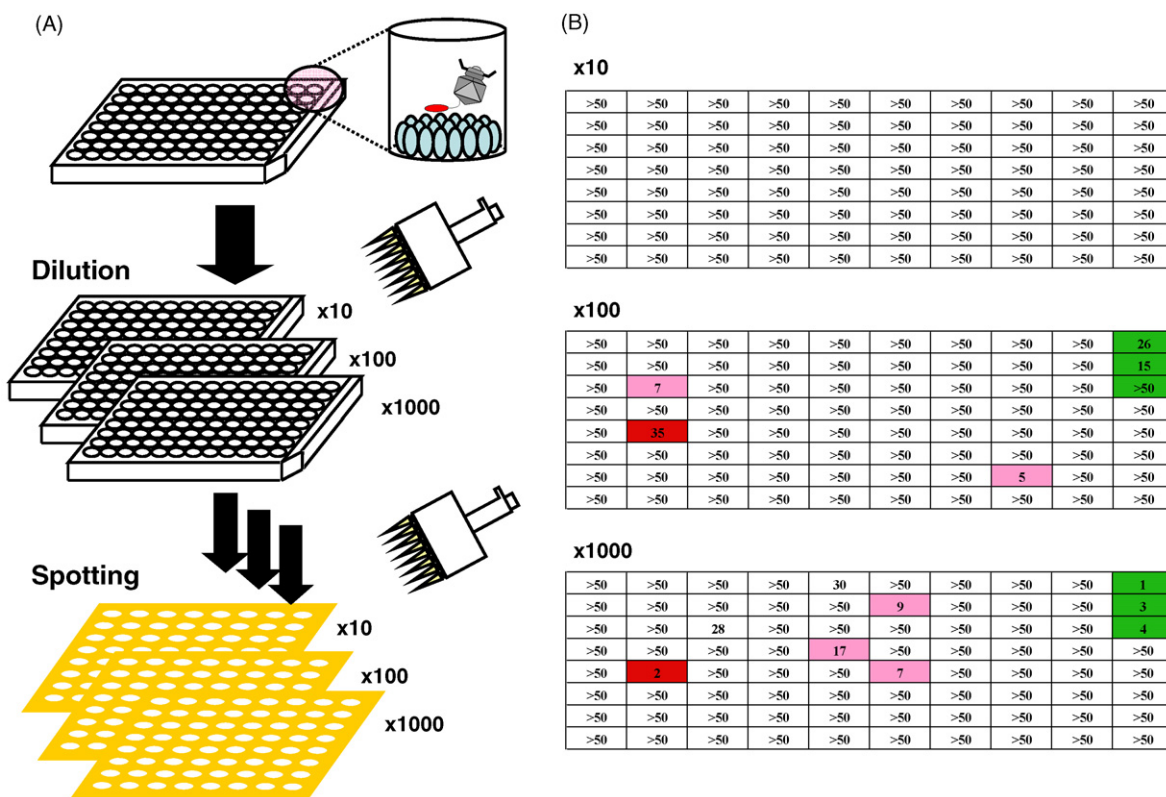 (A)
Dilution
x10
x100
x1000
Spotting
x10
x100
x1000
(B)
x10
>50 >50 >50 >50 >50 >50 >50 >50 >50 >50
>50 >50 >50 >50 >50 >50 >50 >50 >50 >50
>50 >50 >50 >50 >50 >50 >50 >50 >50 >50
>50 >50 >50 >50 >50 >50 >50 >50 >50 >50
>50 >50 >50 >50 >50 >50 >50 >50 >50 >50
>50 >50 >50 >50 >50 >50 >50 >50 >50 >50
>50 >50 >50 >50 >50 >50 >50 >50 >50 >50
>50 >50 >50 >50 >50 >50 >50 >50 >50 >50
x100
>50 >50 >50 >50 >50 >50 >50 >50 >50 26
>50 >50 >50 >50 >50 >50 >50 >50 >50 15
>50 7 >50 >50 >50 >50 >50 >50 >50 >50
>50 >50 >50 >50 >50 >50 >50 >50 >50 >50
>50 35 >50 >50 >50 >50 >50 >50 >50 >50
>50 >50 >50 >50 >50 >50 >50 >50 >50 >50
>50 >50 >50 >50 >50 >50 >50 5 >50 >50
>50 >50 >50 >50 >50 >50 >50 >50 >50 >50
x1000
>50 >50 >50 >50 30 >50 >50 >50 >50 1
>50 >50 >50 >50 >50 9 >50 >50 >50 3
>50 >50 28 >50 >50 >50 >50 >50 >50 4
>50 >50 >50 >50 17 >50 >50 >50 >50 >50
>50 2 >50 >50 >50 7 >50 >50 >50 >50
>50 >50 >50 >50 >50 >50 >50 >50 >50 >50
>50 >50 >50 >50 >50 >50 >50 >50 >50 >50
>50 >50 >50 >50 >50 >50 >50 >50 >50 >50